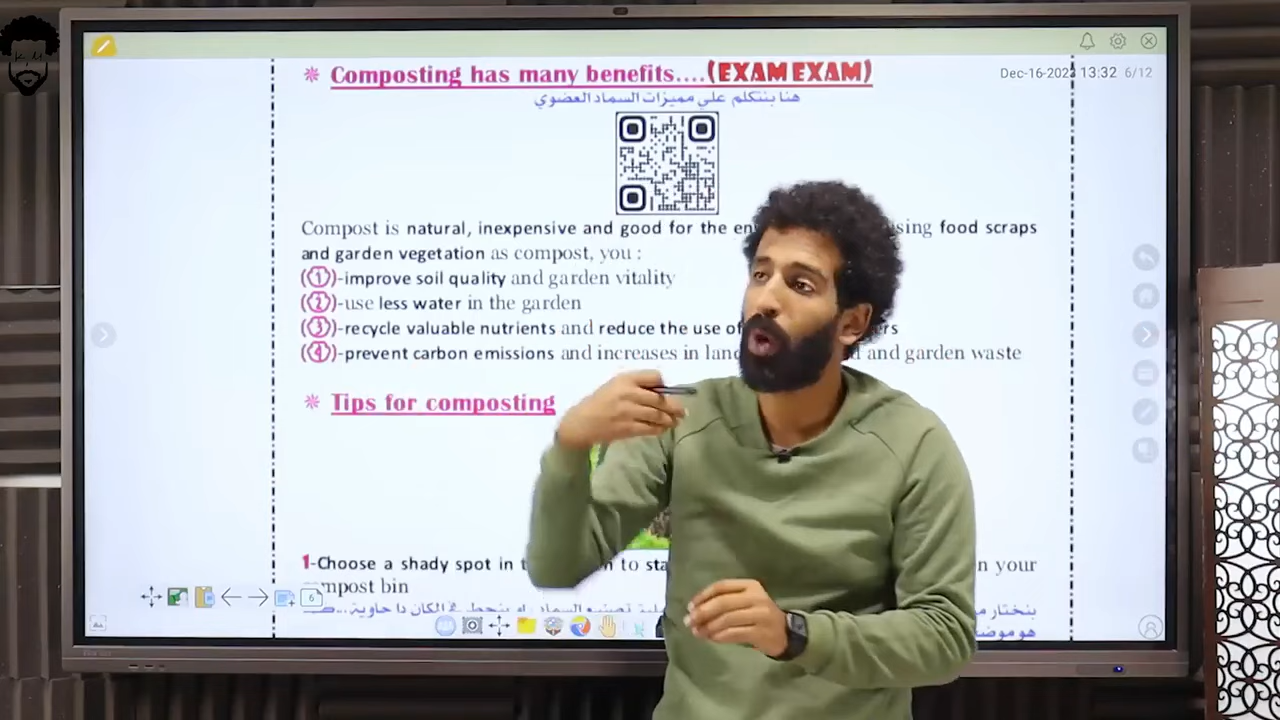 * Composting has many benefits....(EXAM EXAM)
Dec-16-2023 13:32 6/12
هنا بنتكلم علي مميزات السماد العضوي
Compost is natural, inexpensive and good for the en sing food scraps
and garden vegetation as compost, you :
(1)-improve soil quality and garden vitality
(2)-use less water in the garden
(3)-recycle valuable nutrients and reduce the use of rs
(4)-prevent carbon emissions and increases in land and garden waste
* Tips for composting
1-Choose a shady spot in to sta n your
mpost bin
6